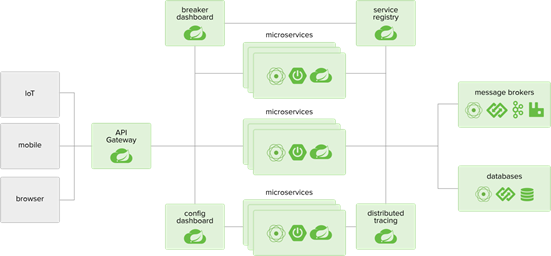 breaker
dashboard
service
registry
microservices
IoT
mobile
browser
API
Gateway
microservices
message brokers
databases
config
dashboard
microservices
distributed
tracing